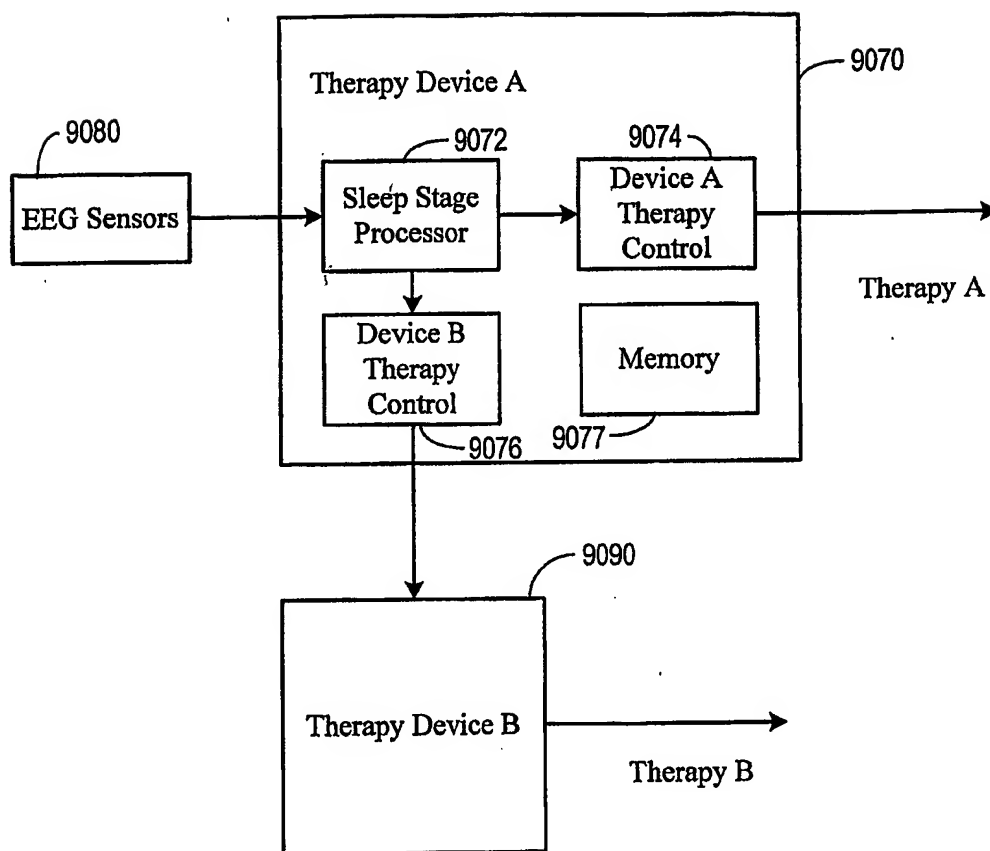 9070
Therapy Device A
9080
9072
9074
EEG Sensors
Sleep Stage
Processor
Device A
Therapy
Control
Therapy A
Device B
Therapy
Control
Memory
9076
9077
9090
Therapy Device B
Therapy B